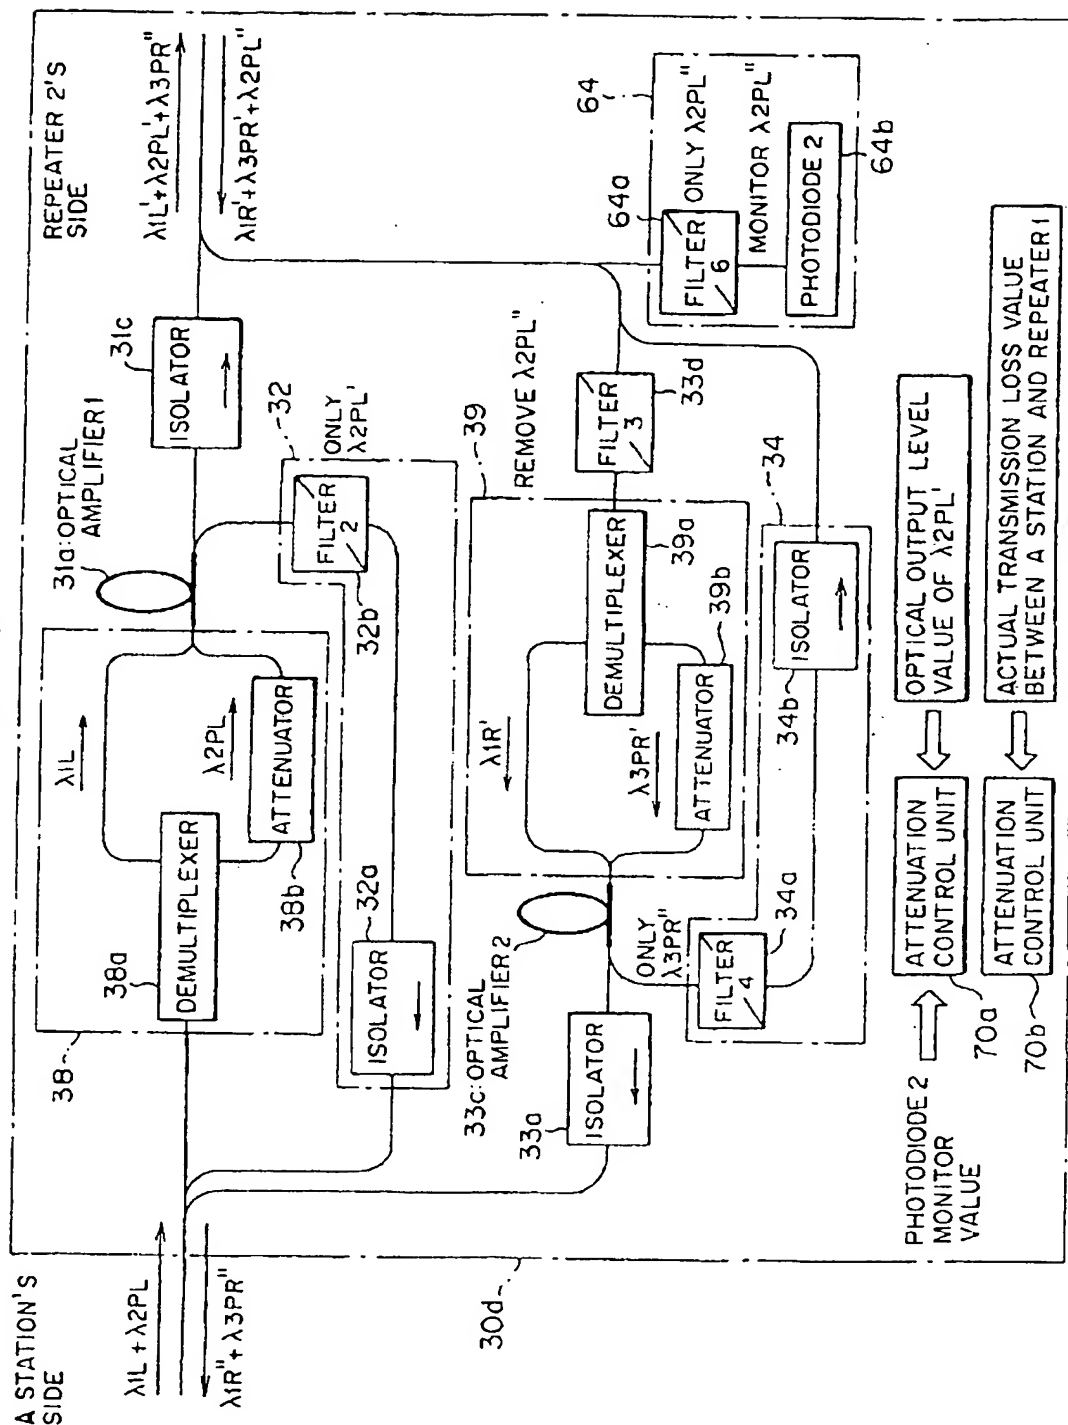 A STATION'S
SIDE
REPEATER 2'S
SIDE
λ1L+λ2PL
λ1R"+λ3PR"
λ1L'+λ2PL'+λ3PR"
λ1R'+λ3PR'+λ2PL"
38
38a
DEMULTIPLEXER
λ1L
λ2PL
ATTENUATOR
38b
31a:OPTICAL
AMPLIFIER1
31c
ISOLATOR
32
ONLY
λ2PL'
FILTER
2
32b
32a
ISOLATOR
33a
ISOLATOR
33c:OPTICAL
AMPLIFIER2
39
REMOVE λ2PL"
λ1R'
λ3PR'
DEMULTIPLEXER
39a
ATTENUATOR
39b
FILTER
3
33d
ONLY
λ3PR"
FILTER
4
34a
34
ISOLATOR
34b
64
64a
FILTER
6
ONLY λ2PL"
MONITOR λ2PL"
PHOTODIODE 2
64b
30d
PHOTODIODE2
MONITOR
VALUE
ATTENUATION
CONTROL UNIT
70a
OPTICAL OUTPUT LEVEL
VALUE OF λ2PL'
ATTENUATION
CONTROL UNIT
70b
ACTUAL TRANSMISSION LOSS VALUE
BETWEEN A STATION AND REPEATER1